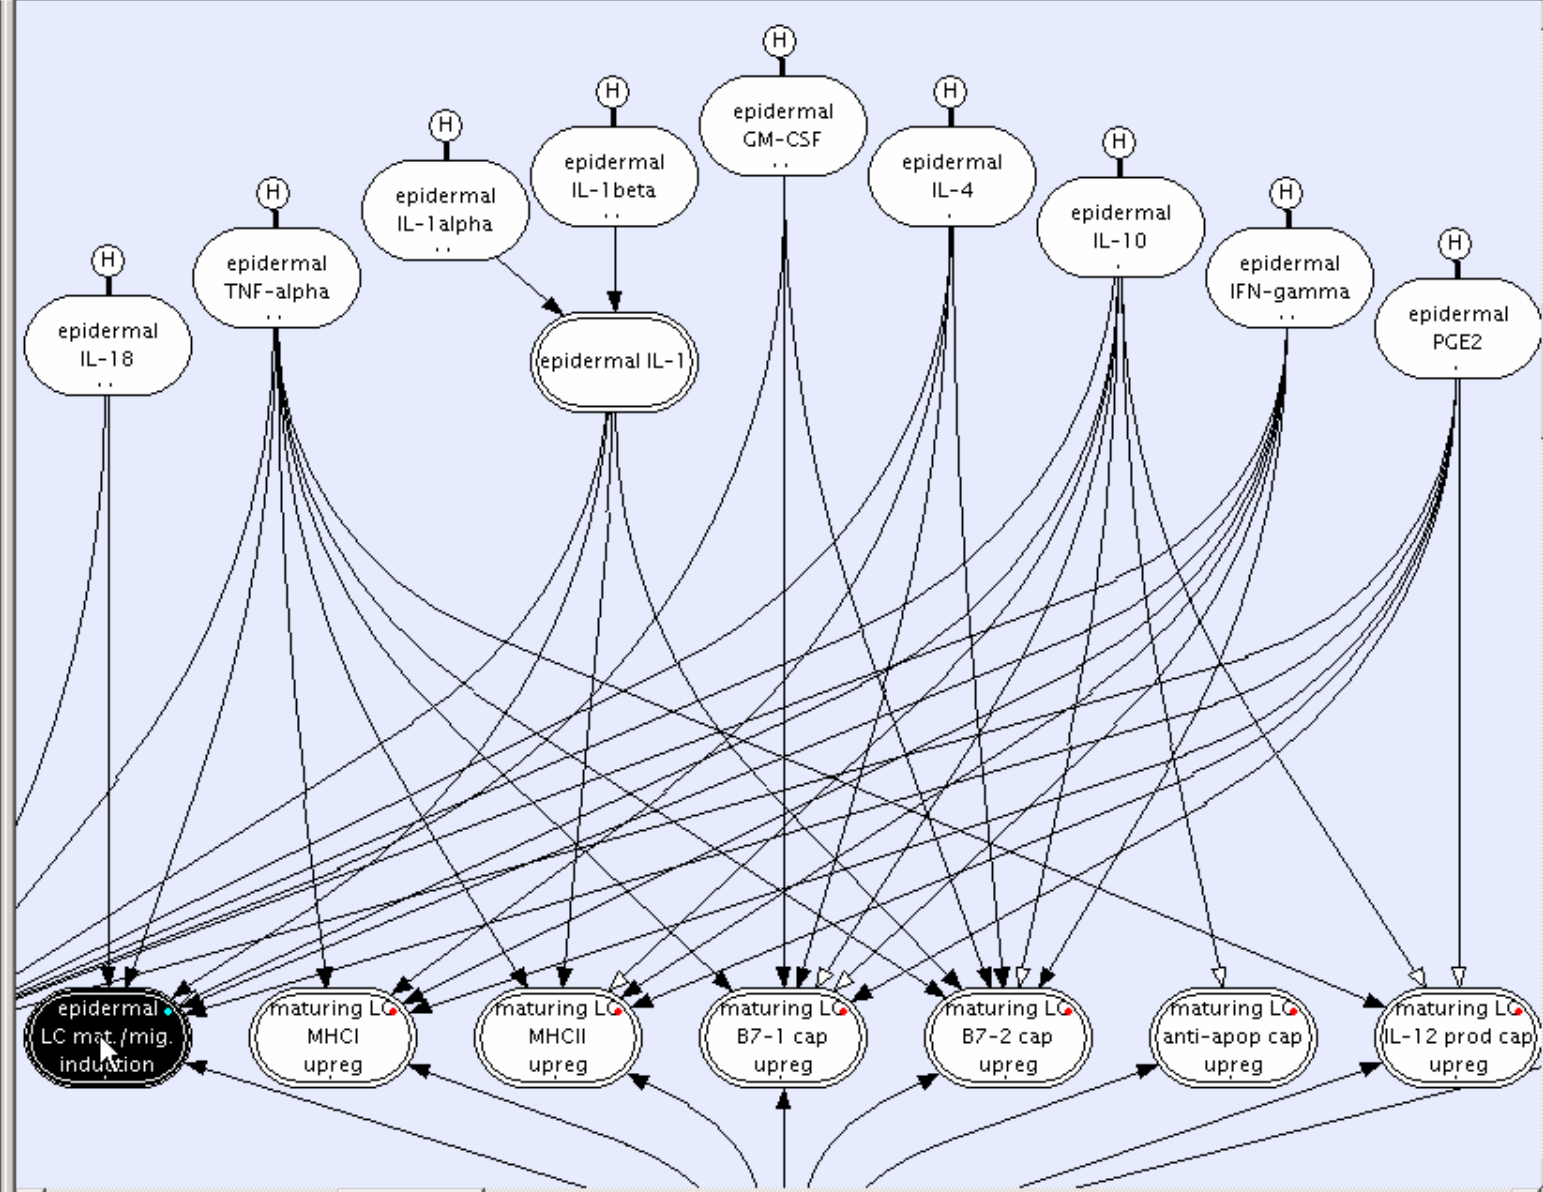 H
epidermal
GM-CSF
H
epidermal
IL-1beta
H
epidermal
IL-4
H
epidermal
IL-1alpha
H
epidermal
IL-10
H
epidermal
TNF-alpha
H
epidermal
IFN-gamma
H
epidermal
PGE2
H
epidermal
IL-18
epidermal IL-1
epidermal
LC mat./mig.
induction
maturing LC
MHCI
upreg
maturing LC
MHCII
upreg
maturing LC
B7-1 cap
upreg
maturing LC
B7-2 cap
upreg
maturing LC
anti-apop cap
upreg
maturing LC
IL-12 prod cap
upreg